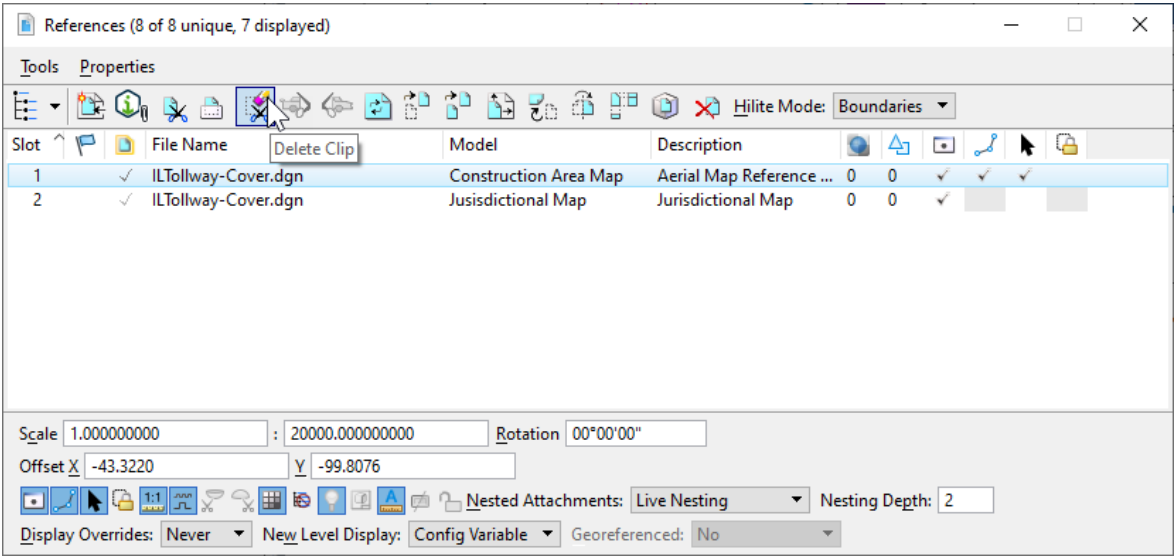 References (8 of 8 unique, 7 displayed)
Tools Properties
Hilite Mode: Boundaries
Slot File Name Model Description
Delete Clip
1 ILTollway-Cover.dgn Construction Area Map Aerial Map Reference ... 0 0
2 ILTollway-Cover.dgn Jusisdictional Map Jurisdictional Map 0 0
Scale 1.000000000 : 20000.000000000 Rotation 00°00'00"
Offset X -43.3220 Y -99.8076
1:1 A Nested Attachments: Live Nesting Nesting Depth: 2
Display Overrides: Never New Level Display: Config Variable Georeferenced: No